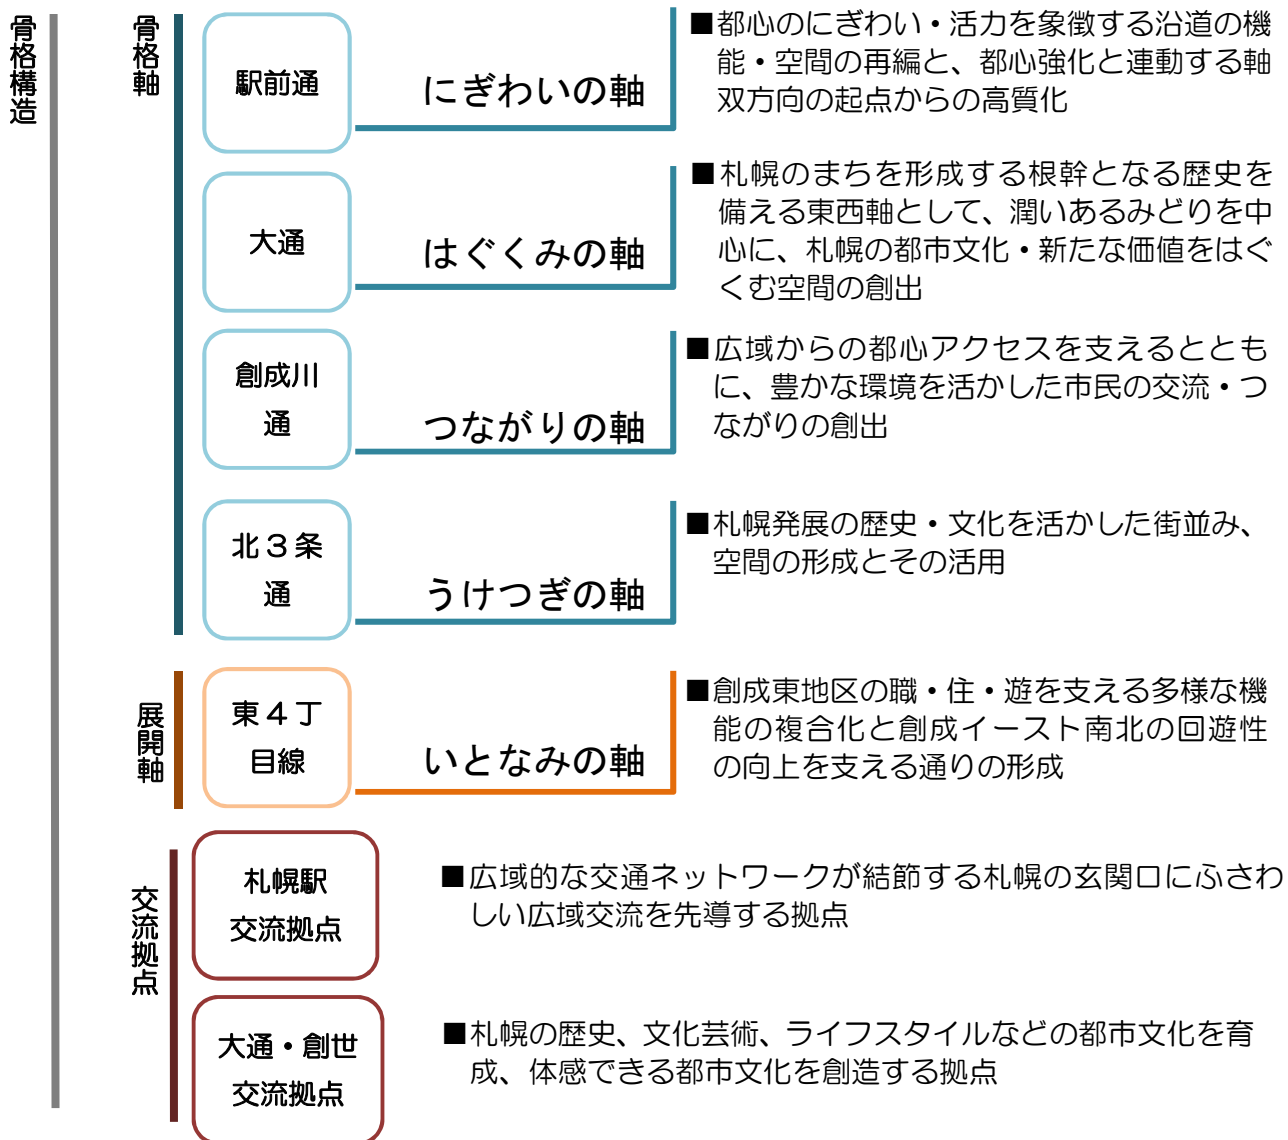 骨格構造
骨格軸
駅前通
にぎわいの軸
■都心のにぎわい・活力を象徴する沿道の機
能・空間の再編と、都心強化と連動する軸
双方向の起点からの高質化
大通
はぐくみの軸
■札幌のまちを形成する根幹となる歴史を
備える東西軸として、潤いあるみどりを中
心に、札幌の都市文化・新たな価値をはぐ
くむ空間の創出
創成川
通
つながりの軸
■広域からの都心アクセスを支えるととも
に、豊かな環境を活かした市民の交流・つ
ながりの創出
北３条
通
うけつぎの軸
■札幌発展の歴史・文化を活かした街並み、
空間の形成とその活用
展開軸
東４丁
目線
いとなみの軸
■創成東地区の職・住・遊を支える多様な機
能の複合化と創成イースト南北の回遊性
の向上を支える通りの形成
交流拠点
札幌駅
交流拠点
■広域的な交通ネットワークが結節する札幌の玄関口にふさわ
しい広域交流を先導する拠点
大通・創世
交流拠点
■札幌の歴史、文化芸術、ライフスタイルなどの都市文化を育
成、体感できる都市文化を創造する拠点